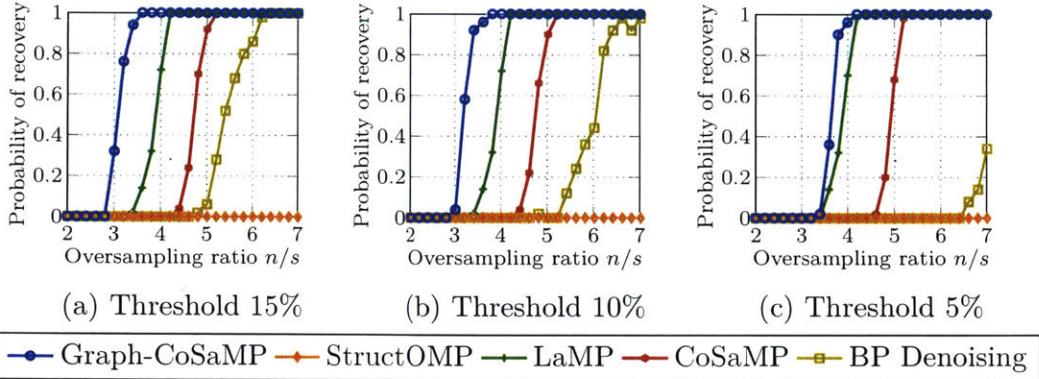 Probability of recovery
1
0.8
0.6
0.4
0.2
0
2 3 4 5 6 7
Oversampling ratio n/s
(a) Threshold 15%
Probability of recovery
1
0.8
0.6
0.4
0.2
0
2 3 4 5 6 7
Oversampling ratio n/s
(b) Threshold 10%
Probability of recovery
1
0.8
0.6
0.4
0.2
0
2 3 4 5 6 7
Oversampling ratio n/s
(c) Threshold 5%
Graph-CoSaMP StructOMP LaMP CoSaMP BP Denoising